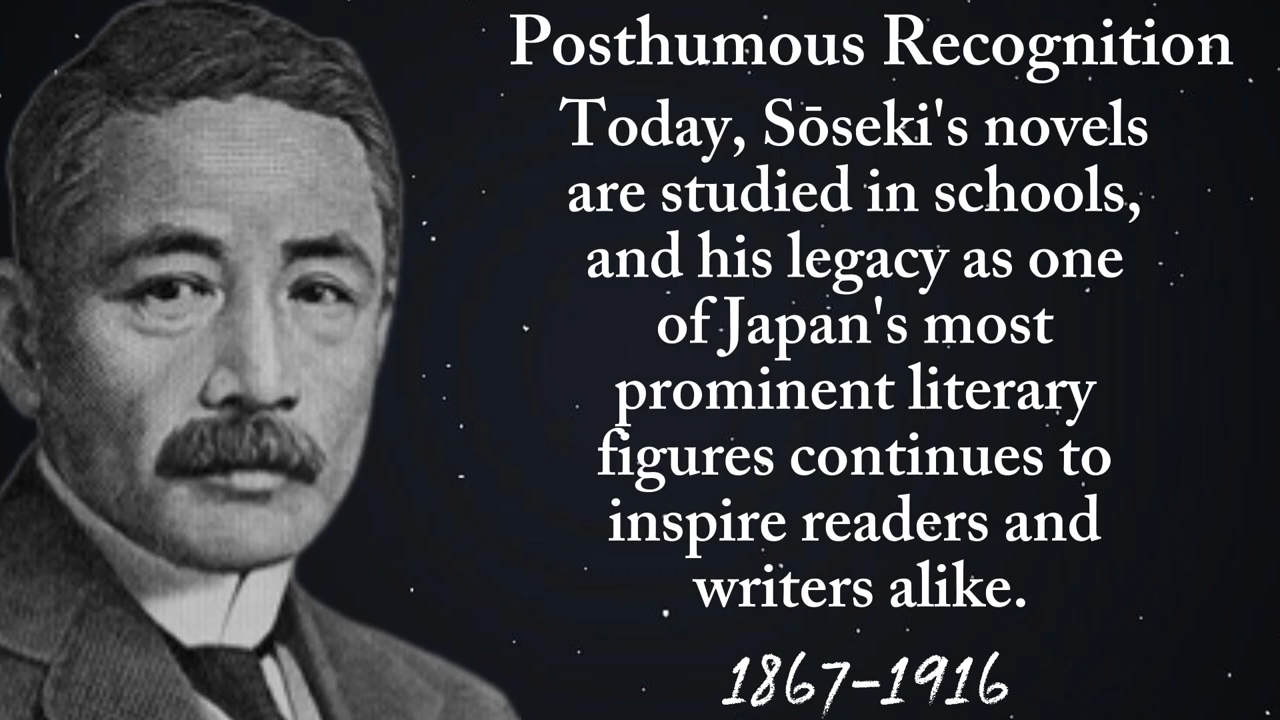 Posthumous Recognition
Today, Sōseki's novels
are studied in schools,
and his legacy as one
of Japan's most
prominent literary
figures continues to
inspire readers and
writers alike.
1867-1916